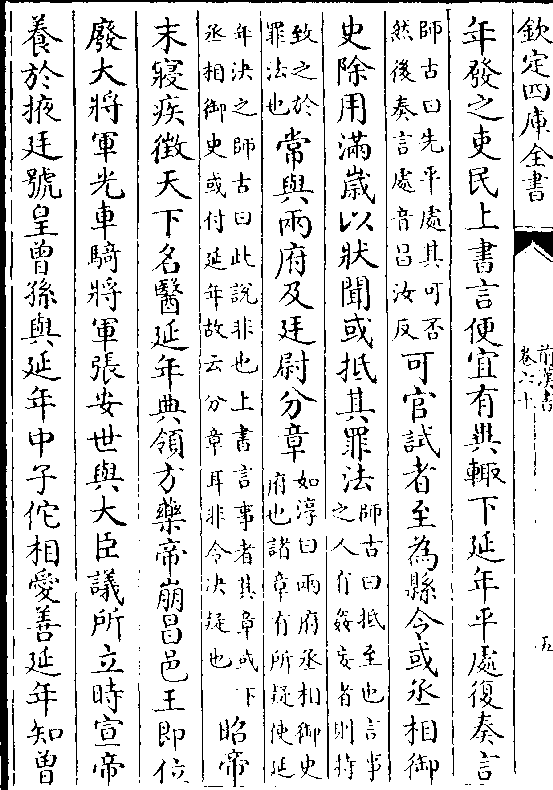 欽定四庫全書
前漢書
卷六十
五
年發之吏民上書言便宜有異輒下延年平處復奏言
師古曰先平處其可否
然後奏言處音昌汝反
可官試者至為縣令或丞相御
史除用滿歲以狀聞或抵其罪法
師古曰抵至也言事
之人有姦妄者則持
致之於
罪法也
常與兩府及廷尉分章
如淳曰兩府丞相御史
府也諸章有所疑使延
年決之師古曰此說非也上書言事者其章或下
丞相御史或付延年故云分章耳非令決疑也
昭帝
末寢疾徵天下名醫延年典領方藥帝崩昌邑王即位
廢大將軍光車騎將軍張安世與大臣議所立時宣帝
養於掖廷號皇曾孫與延年中子佗相愛善延年知曾